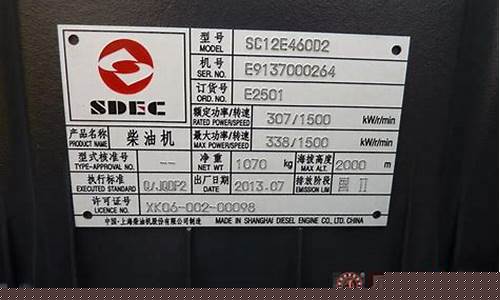 型号 MODEL SC12E460D2
机号 SER.NO. E9137000264
订货号 ORD.NO. E2501
SDEC
额定功率/转速 RATED POWER/SPEED 307/1500 kW/r/min
产品名称 PRODUCT NAME 柴油机
最大功率/转速 MAX.POWER/SPEED 338/1500 kW/r/min
型式核准号 TYPE-APPROVAL NO. --
净重 WT 1070 kg
海拔高度 MAX ALT. 2000 m
执行标准 EXECUTED STANDARD Q/JQDP2
出厂日期 DATE 2013.07
排放阶段 EMISSION LIM 国 II
许可证号 LICENCE NO. XK06-002-00098
中国·上海柴油机股份有限公司制造 MADE IN SHANGHAI DIESEL ENGINE CO., LTD. CHINA